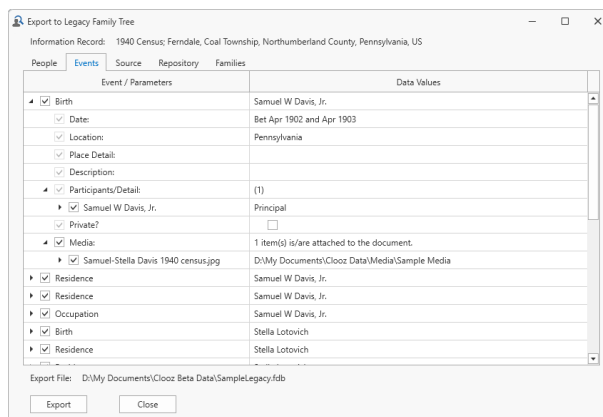 Export to Legacy Family Tree
Information Record: 1940 Census; Ferndale, Coal Township, Northumberland County, Pennsylvania, US
People Events Source Repository Families
Event / Parameters Data Values
Birth Samuel W Davis, Jr.
Date: Bet Apr 1902 and Apr 1903
Location: Pennsylvania
Place Detail:
Description:
Participants/Detail: (1)
Samuel W Davis, Jr. Principal
Private?
Media: 1 item(s) is/are attached to the document.
Samuel-Stella Davis 1940 census.jpg D:\My Documents\Clooz Data\Media\Sample Media
Residence Samuel W Davis, Jr.
Residence Samuel W Davis, Jr.
Occupation Samuel W Davis, Jr.
Birth Stella Lotovich
Residence Stella Lotovich
Export File: D:\My Documents\Clooz Beta Data\SampleLegacy.fdb
Export Close